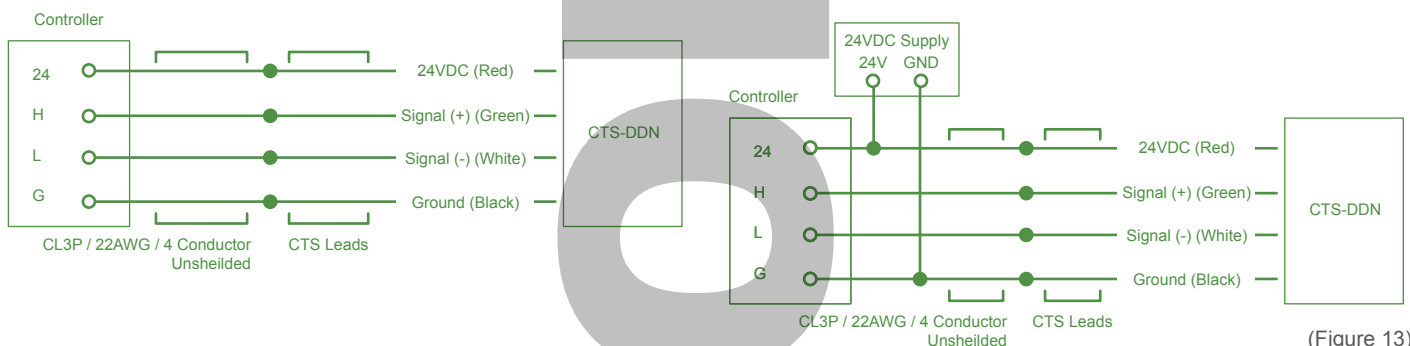 Controller
24
24VDC (Red)
H
Signal (+) (Green)
CTS-DDN
L
Signal (-) (White)
G
Ground (Black)
CL3P / 22AWG / 4 Conductor
Unsheilded
CTS Leads
24VDC Supply
24V GND
Controller
24
24VDC (Red)
H
Signal (+) (Green)
CTS-DDN
L
Signal (-) (White)
G
Ground (Black)
CL3P / 22AWG / 4 Conductor
Unsheilded
CTS Leads
(Figure 13)